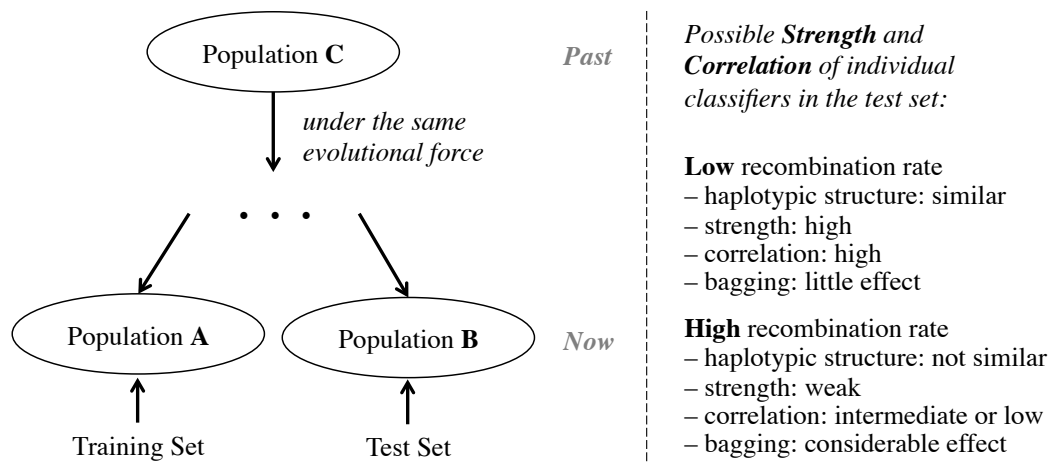 Population C
Past
under the same
evolutional force
. . .
Population A
Population B
Now
Training Set
Test Set
Possible Strength and
Correlation of individual
classifiers in the test set:
Low recombination rate
– haplotypic structure: similar
– strength: high
– correlation: high
– bagging: little effect
High recombination rate
– haplotypic structure: not similar
– strength: weak
– correlation: intermediate or low
– bagging: considerable effect